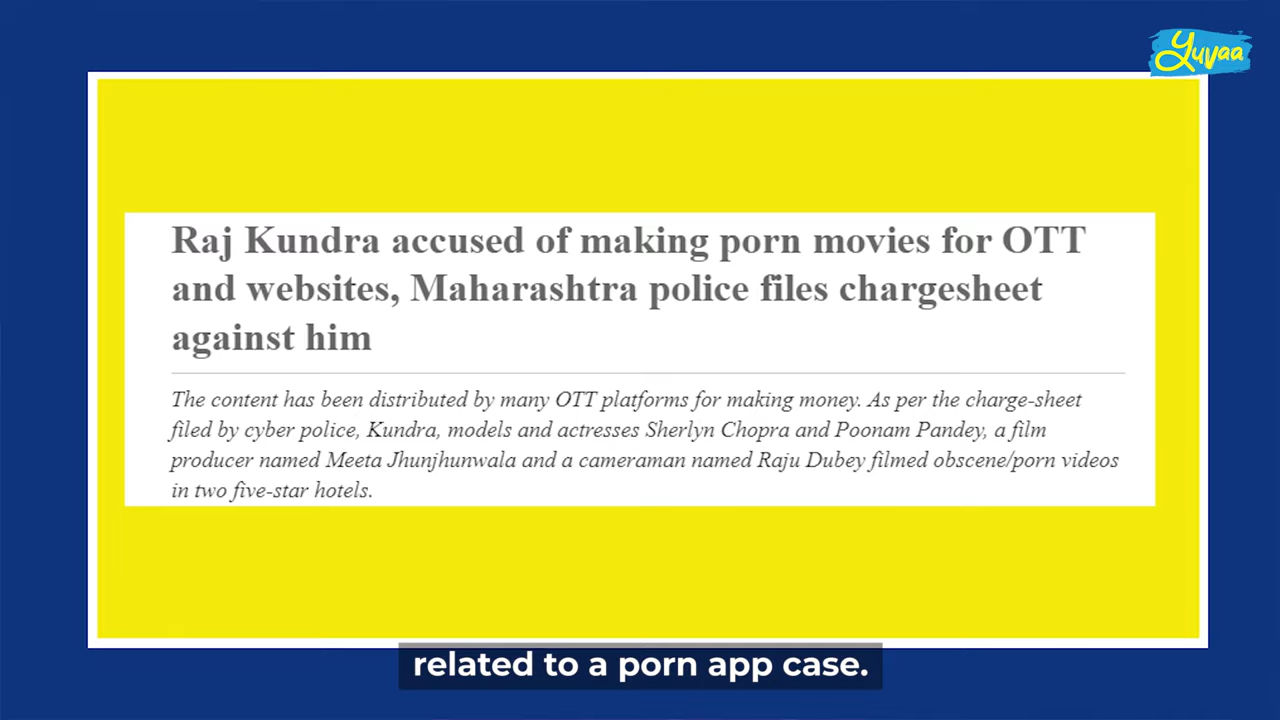 Yuvaa
Raj Kundra accused of making porn movies for OTT
and websites, Maharashtra police files chargesheet
against him
The content has been distributed by many OTT platforms for making money. As per the charge-sheet
filed by cyber police, Kundra, models and actresses Sherlyn Chopra and Poonam Pandey, a film
producer named Meeta Jhunjhunwala and a cameraman named Raju Dubey filmed obscene/porn videos
in two five-star hotels.
related to a porn app case.